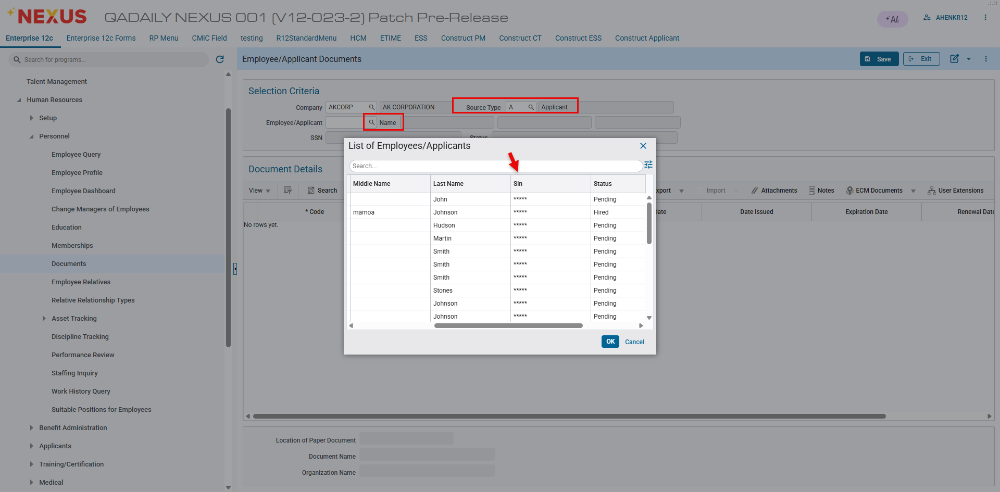 NEXUS QADAILY NEXUS 001 (V12-023-2) Patch Pre-Release AI AHENKR12
Enterprise 12c Enterprise 12c Forms RP Menu CMiC Field testing R12StandardMenu HCM ETIME ESS Construct PM Construct CT Construct ESS Construct Applicant
Search for programs...
Talent Management
Human Resources
Setup
Personnel
Employee Query
Employee Profile
Employee Dashboard
Change Managers of Employees
Education
Memberships
Documents
Employee Relatives
Relative Relationship Types
Asset Tracking
Discipline Tracking
Performance Review
Staffing Inquiry
Work History Query
Suitable Positions for Employees
Benefit Administration
Applicants
Training/Certification
Medical
Employee/Applicant Documents Save Exit
Selection Criteria
Company AKCORP AK CORPORATION Source Type A Applicant
Employee/Applicant Name
SSN
Document Details
View Search Import Attachments Notes ECM Documents User Extensions
* Code Date Issued Expiration Date Renewal Date
No rows yet.
List of Employees/Applicants
Search...
Middle Name Last Name Sin Status
John ***** Pending
mamoa Johnson ***** Hired
Hudson ***** Pending
Martin ***** Pending
Smith ***** Pending
Smith ***** Pending
Smith ***** Pending
Stones ***** Pending
Johnson ***** Pending
Johnson ***** Pending
OK Cancel
Location of Paper Document
Document Name
Organization Name